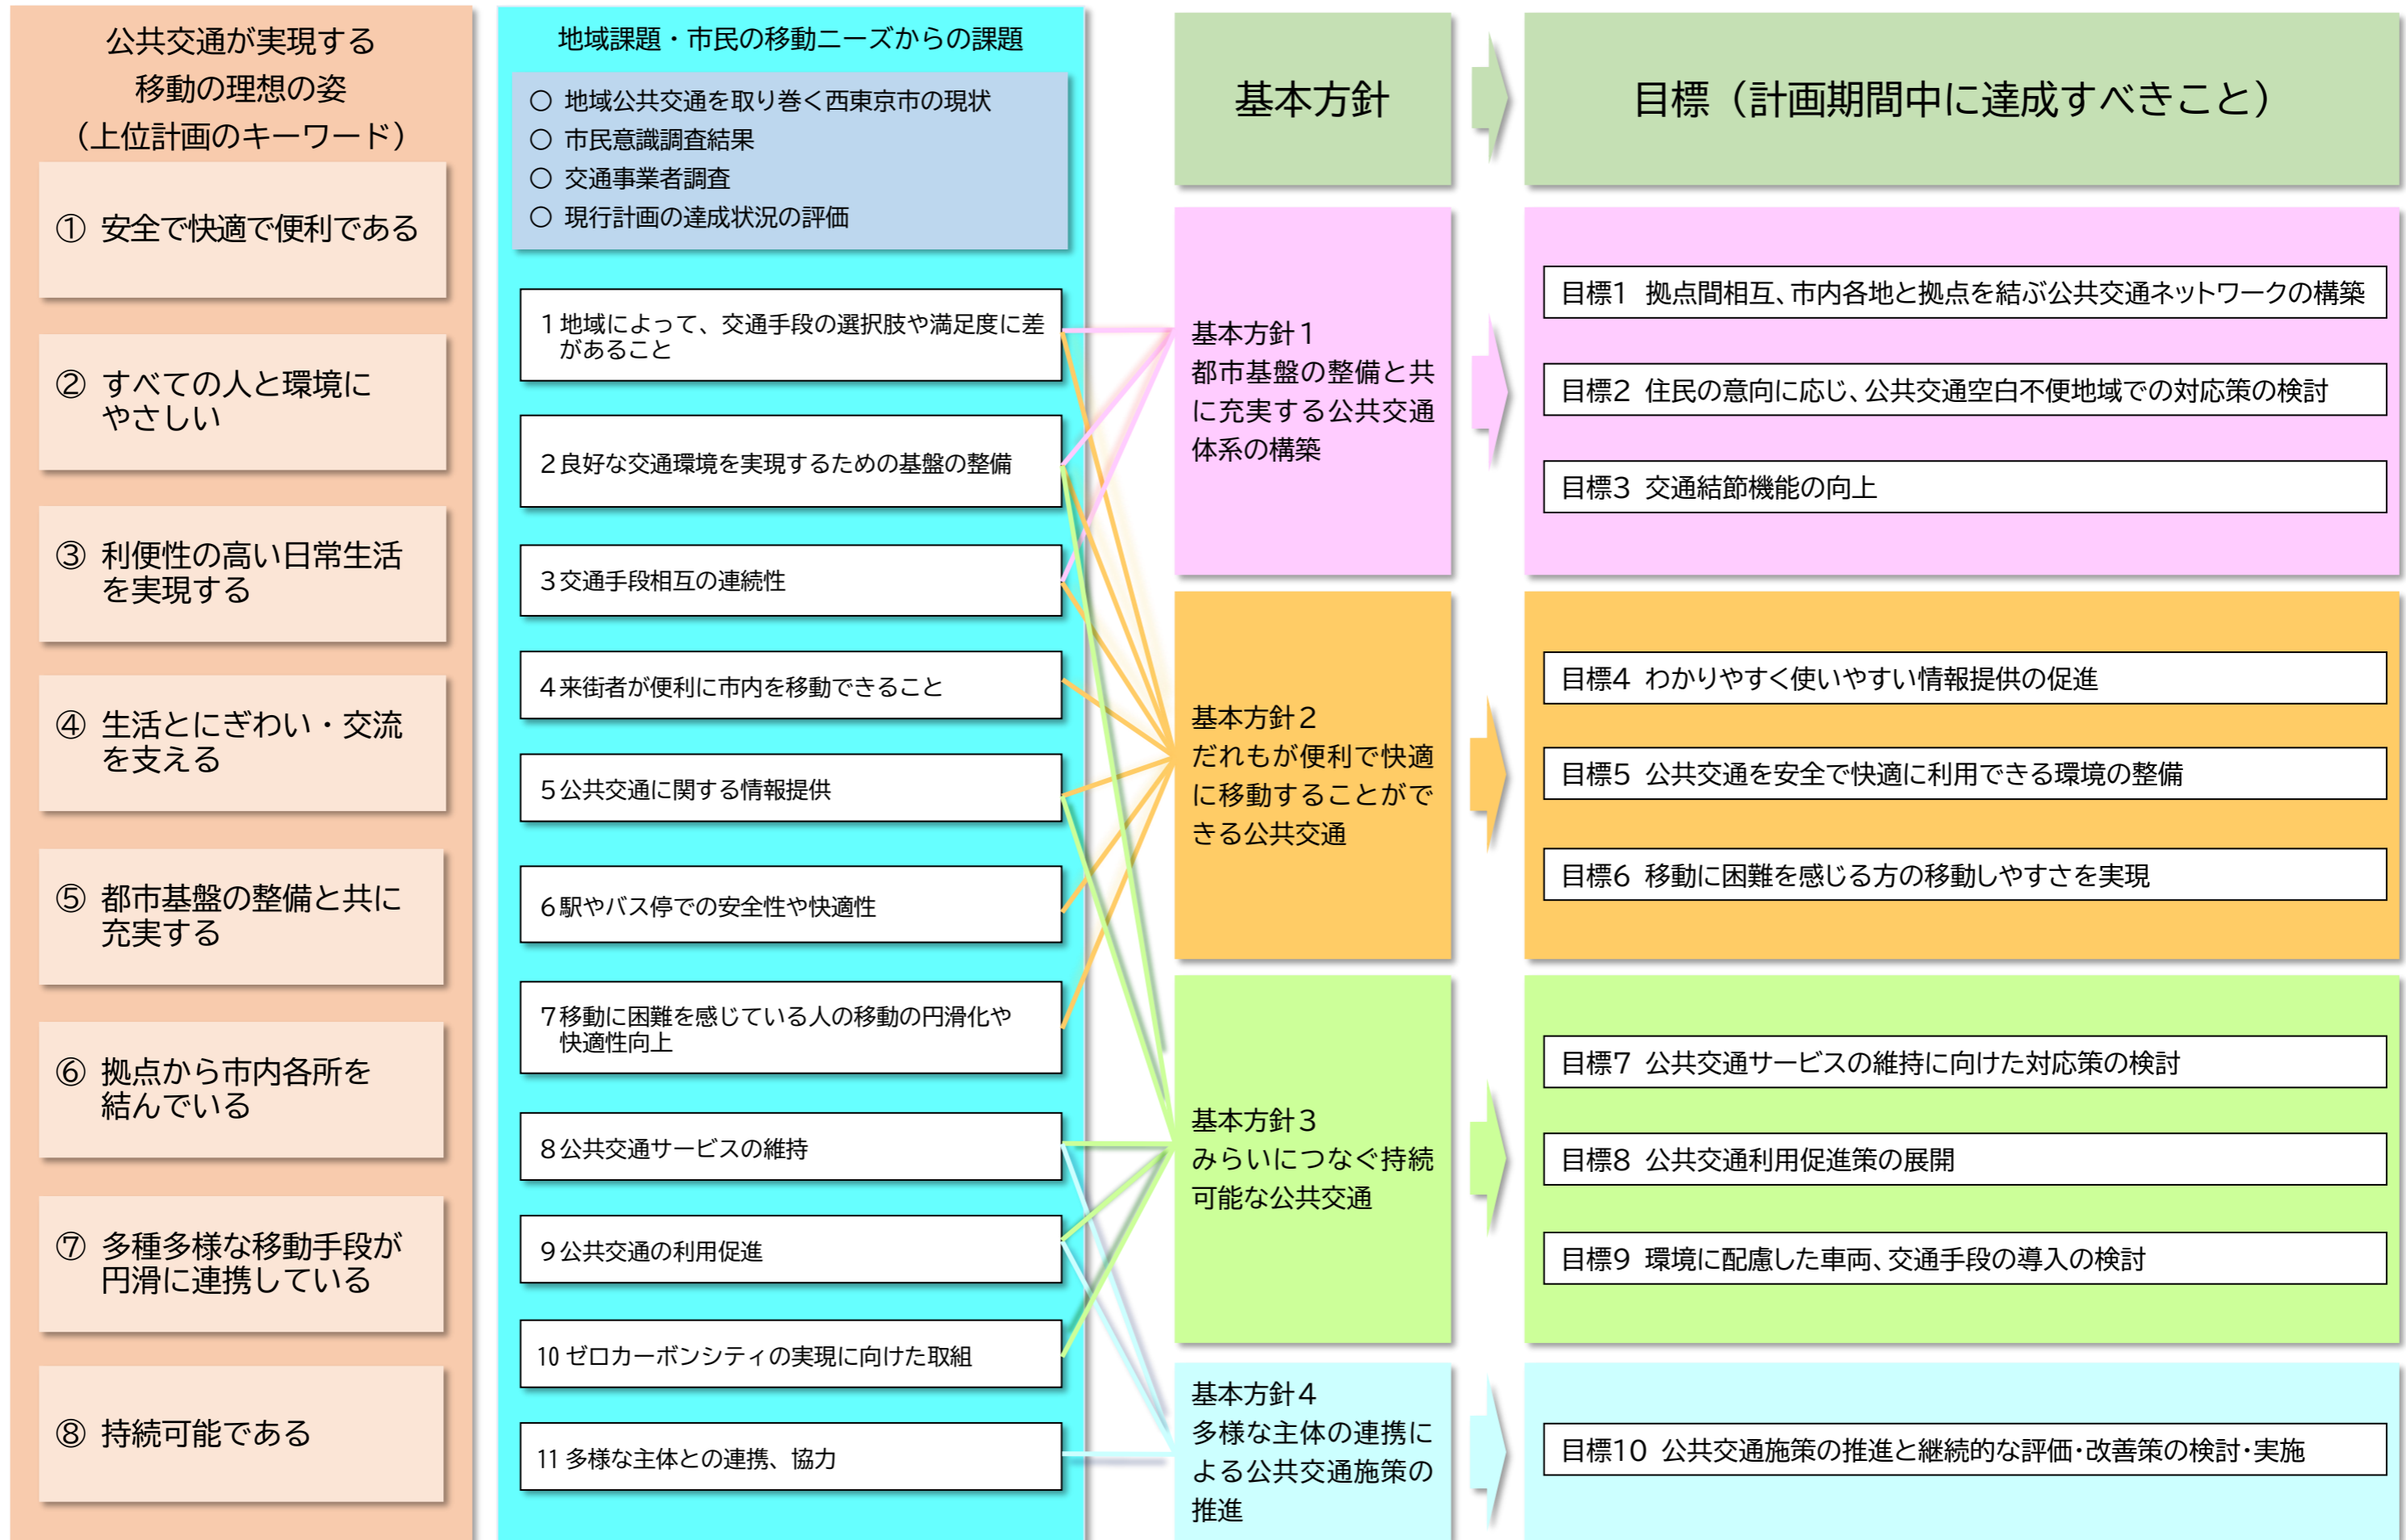 公共交通が実現する
移動の理想の姿
（上位計画のキーワード）
① 安全で快適で便利である
② すべての人と環境に
やさしい
③ 利便性の高い日常生活
を実現する
④ 生活とにぎわい・交流
を支える
⑤ 都市基盤の整備と共に
充実する
⑥ 拠点から市内各所を
結んでいる
⑦ 多種多様な移動手段が
円滑に連携している
⑧ 持続可能である
地域課題・市民の移動ニーズからの課題
○ 地域公共交通を取り巻く西東京市の現状
○ 市民意識調査結果
○ 交通事業者調査
○ 現行計画の達成状況の評価
１地域によって、交通手段の選択肢や満足度に差
があること
２良好な交通環境を実現するための基盤の整備
３交通手段相互の連続性
４来街者が便利に市内を移動できること
５公共交通に関する情報提供
６駅やバス停での安全性や快適性
７移動に困難を感じている人の移動の円滑化や
快適性向上
８公共交通サービスの維持
９公共交通の利用促進
10 ゼロカーボンシティの実現に向けた取組
11 多様な主体との連携、協力
基本方針
基本方針１
都市基盤の整備と共
に充実する公共交通
体系の構築
基本方針２
だれもが便利で快適
に移動することがで
きる公共交通
基本方針３
みらいにつなぐ持続
可能な公共交通
基本方針４
多様な主体の連携に
よる公共交通施策の
推進
目標（計画期間中に達成すべきこと）
目標1 拠点間相互、市内各地と拠点を結ぶ公共交通ネットワークの構築
目標2 住民の意向に応じ、公共交通空白不便地域での対応策の検討
目標3 交通結節機能の向上
目標4 わかりやすく使いやすい情報提供の促進
目標5 公共交通を安全で快適に利用できる環境の整備
目標6 移動に困難を感じる方の移動しやすさを実現
目標7 公共交通サービスの維持に向けた対応策の検討
目標8 公共交通利用促進策の展開
目標9 環境に配慮した車両、交通手段の導入の検討
目標10 公共交通施策の推進と継続的な評価・改善策の検討・実施